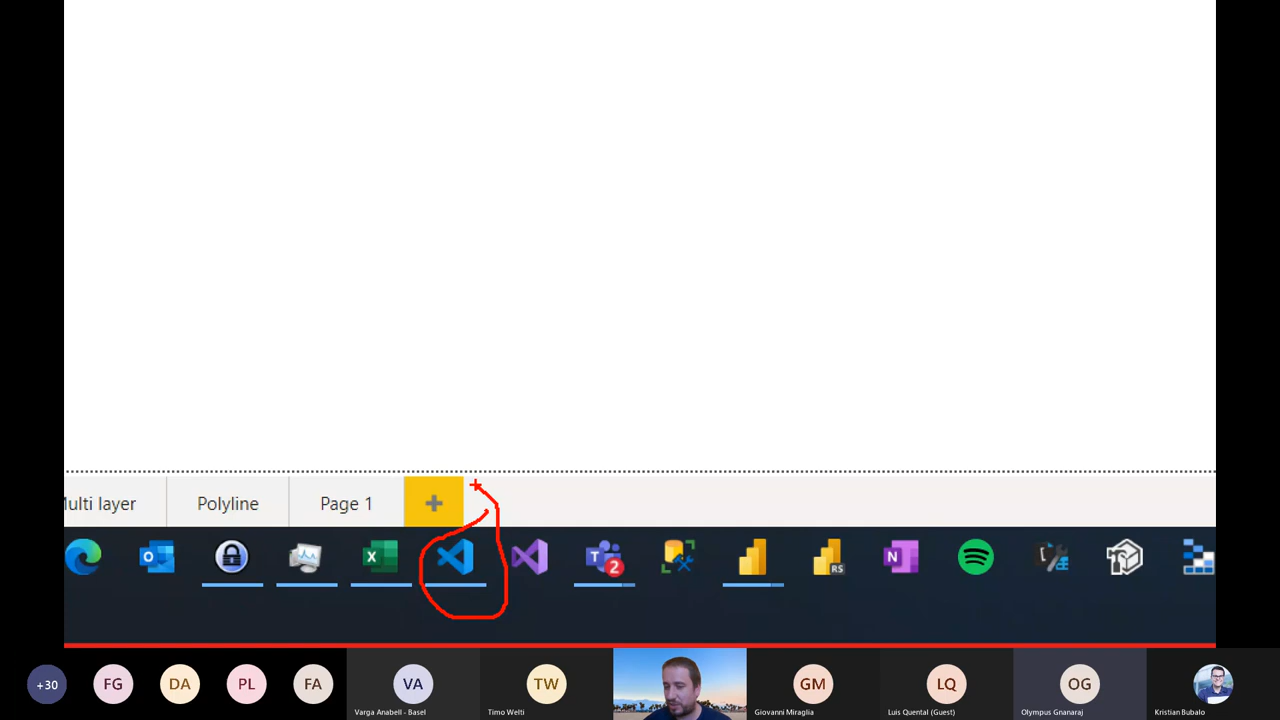 Multi layer
Polyline
Page 1
+
O
X
T
2
RS
N
+30
FG
DA
PL
FA
VA
TW
GM
LQ
OG
Varga Anabell - Basel
Timo Welti
Giovanni Miraglia
Luis Quental (Guest)
Olympus Gnanaraj
Kristian Bubalo